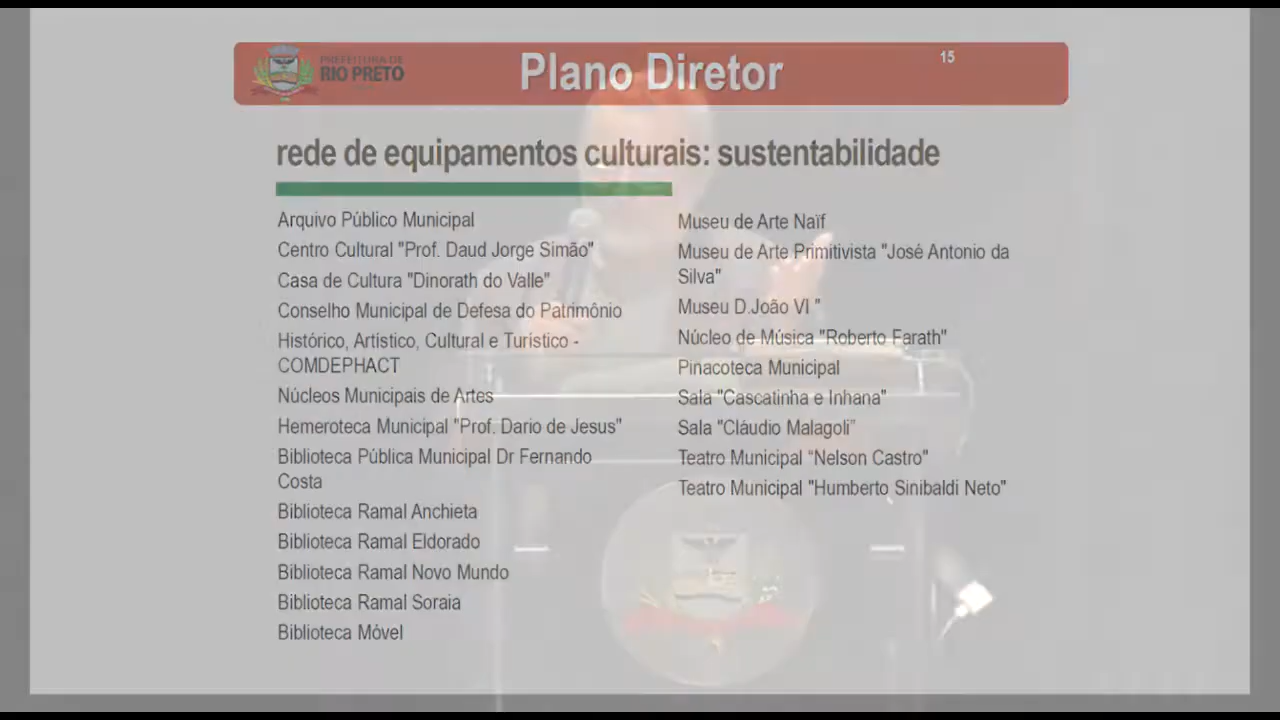 PREFEITURA DE
RIO PRETO
Plano Diretor
15
rede de equipamentos culturais: sustentabilidade
Arquivo Público Municipal
Centro Cultural "Prof. Daud Jorge Simão"
Casa de Cultura "Dinorath do Valle"
Conselho Municipal de Defesa do Patrimônio
Histórico, Artístico, Cultural e Turístico -
COMDEPHACT
Núcleos Municipais de Artes
Hemeroteca Municipal "Prof. Dario de Jesus"
Biblioteca Pública Municipal Dr Fernando
Costa
Biblioteca Ramal Anchieta
Biblioteca Ramal Eldorado
Biblioteca Ramal Novo Mundo
Biblioteca Ramal Soraia
Biblioteca Móvel
Museu de Arte Naïf
Museu de Arte Primitivista "José Antonio da
Silva"
Museu D.João VI "
Núcleo de Música "Roberto Farath"
Pinacoteca Municipal
Sala "Cascatinha e Inhana"
Sala "Cláudio Malagoli"
Teatro Municipal "Nelson Castro"
Teatro Municipal "Humberto Sinibaldi Neto"